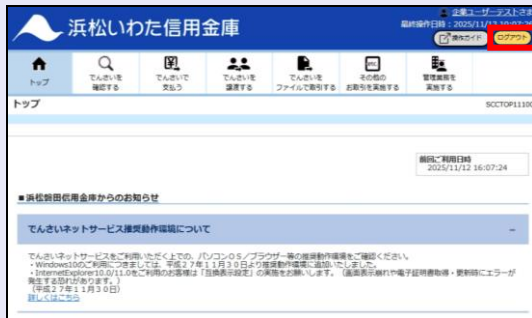 浜松いわた信用金庫
企業ユーザーテストさま
最終操作日時：2025/11/12 16:07:26
操作ガイド
ログアウト
トップ
でんさいを
確認する
でんさいで
支払う
でんさいを
譲渡する
でんさいを
ファイルで取引する
その他の
お取引を実施する
管理業務を
実施する
トップ
SCCTOP1110
前回ご利用日時
2025/11/12 16:07:24
■浜松磐田信用金庫からのお知らせ
でんさいネットサービス推奨動作環境について
－
でんさいネットサービスをご利用いただく上での、パソコンＯＳ／ブラウザー等の推奨動作環境をご確認ください。
・Windows10のご利用につきましては、平成２７年１１月３０日より推奨動作環境に追加いたしました。
・InternetExplorer10.0/11.0をご利用のお客様は「互換表示設定」の実施をお願いします。（画面表示崩れや電子証明書取得・更新時にエラーが
発生する恐れがあります。）
（平成２７年１１月３０日）
詳しくはこちら